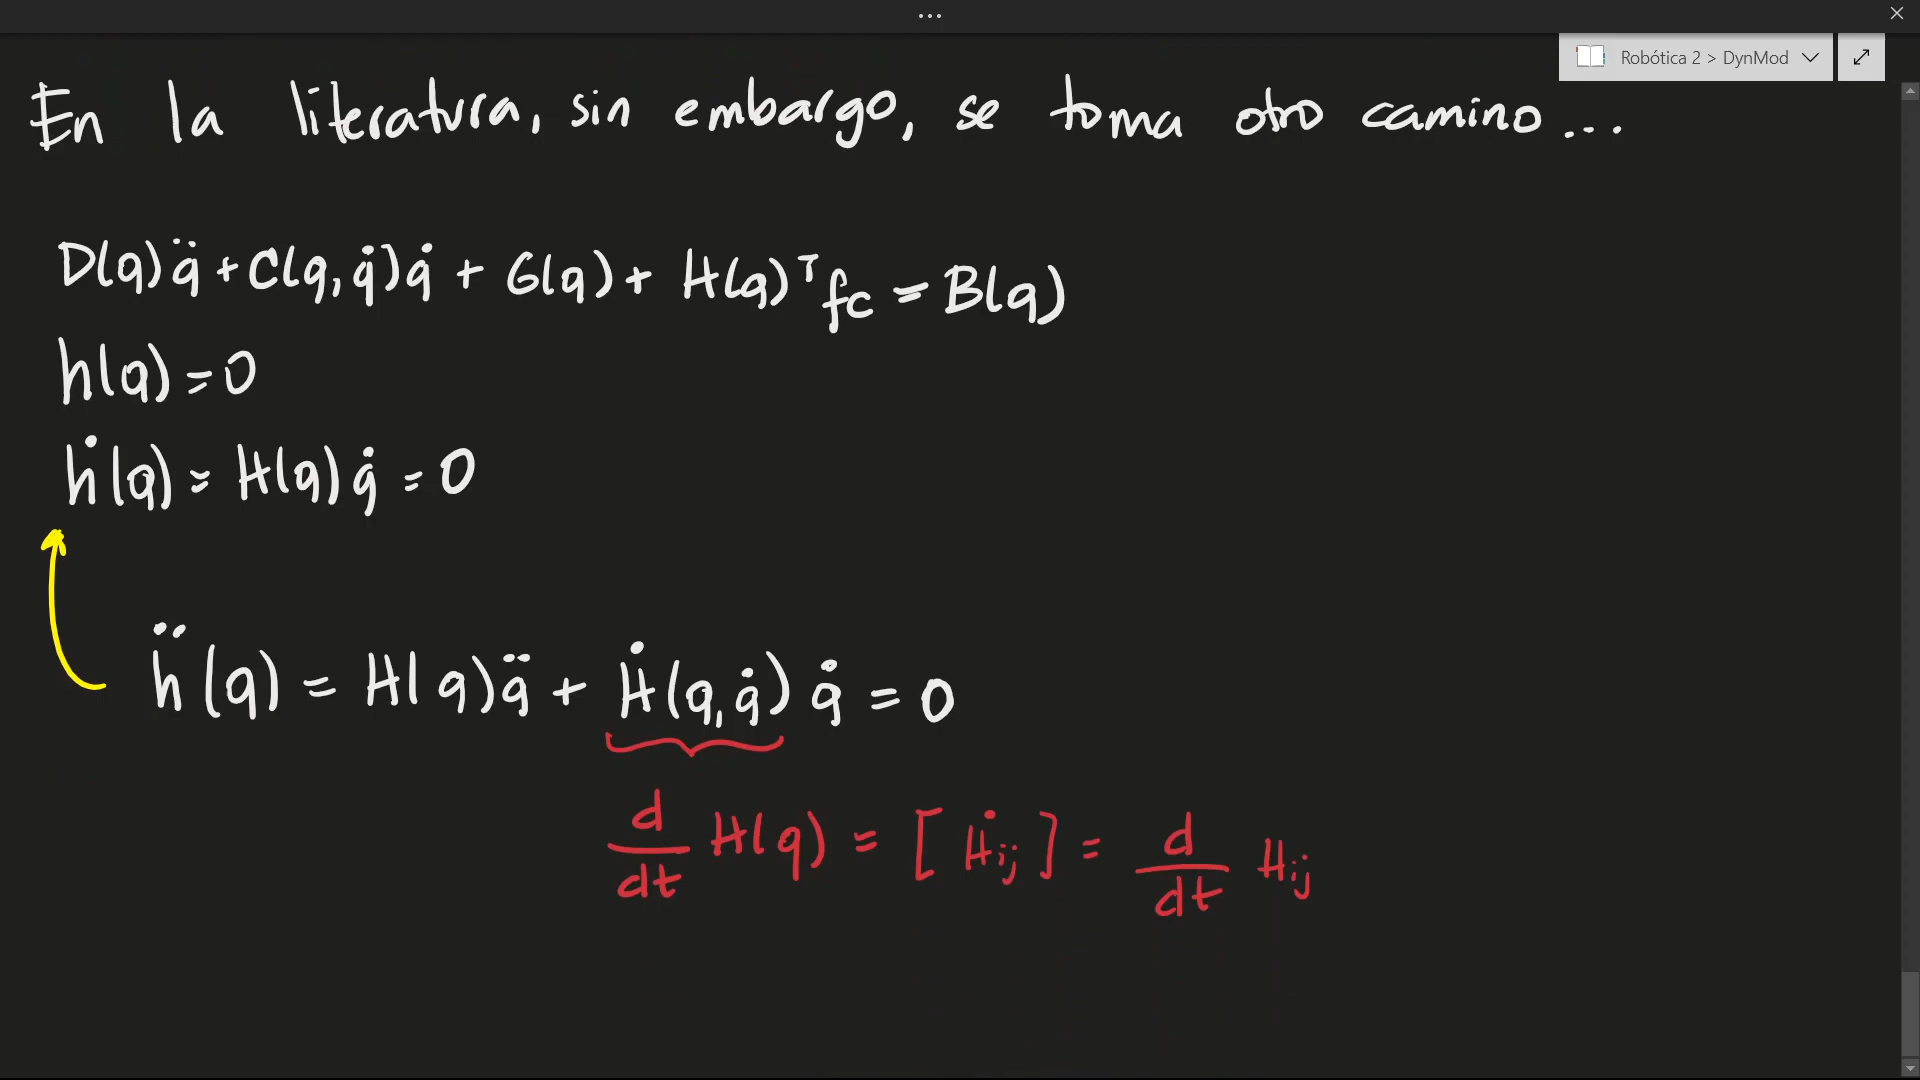 ...
Robótica 2 > DynMod
En la literatura, sin embargo, se toma otro camino...
D(q)q̈ + C(q,q̇)q̇ + G(q) + H(q)ᵀfc = B(q)
h(q) = 0
ḣ(q) = H(q)q̇ = 0
ḧ(q) = H(q)q̈ + Ḣ(q,q̇)q̇ = 0
d/dt H(q) = [Ḣij] = d/dt Hij